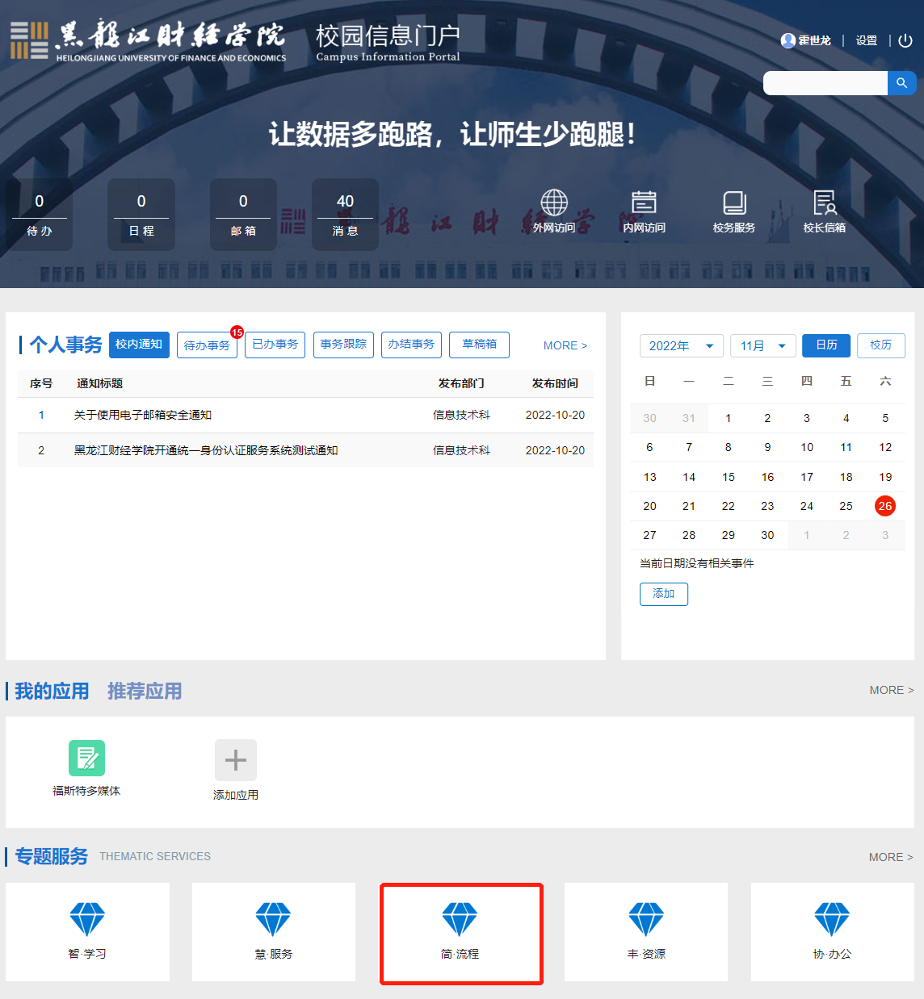 黑龍江财经学院
HEILONGJIANG UNIVERSITY OF FINANCE AND ECONOMICS
校园信息门户
Campus Information Portal
霍世龙 | 设置 |
让数据多跑路，让师生少跑腿！
0 0 0 40
待办 日程 邮箱 消息
黑龍江财经学院
外网访问 内网访问 校务服务 校长信箱
个人事务 校内通知 待办事务 15 已办事务 事务跟踪 办结事务 草稿箱 MORE >
序号 通知标题 发布部门 发布时间
1 关于使用电子邮箱安全通知 信息技术科 2022-10-20
2 黑龙江财经学院开通统一身份认证服务系统测试通知 信息技术科 2022-10-20
2022年 11月 日历 校历
日 一 二 三 四 五 六
30 31 1 2 3 4 5
6 7 8 9 10 11 12
13 14 15 16 17 18 19
20 21 22 23 24 25 26
27 28 29 30 1 2 3
当前日期没有相关事件
添加
我的应用 推荐应用 MORE >
福斯特多媒体 添加应用
专题服务 THEMATIC SERVICES MORE >
智·学习 慧·服务 简·流程 丰·资源 协·办公